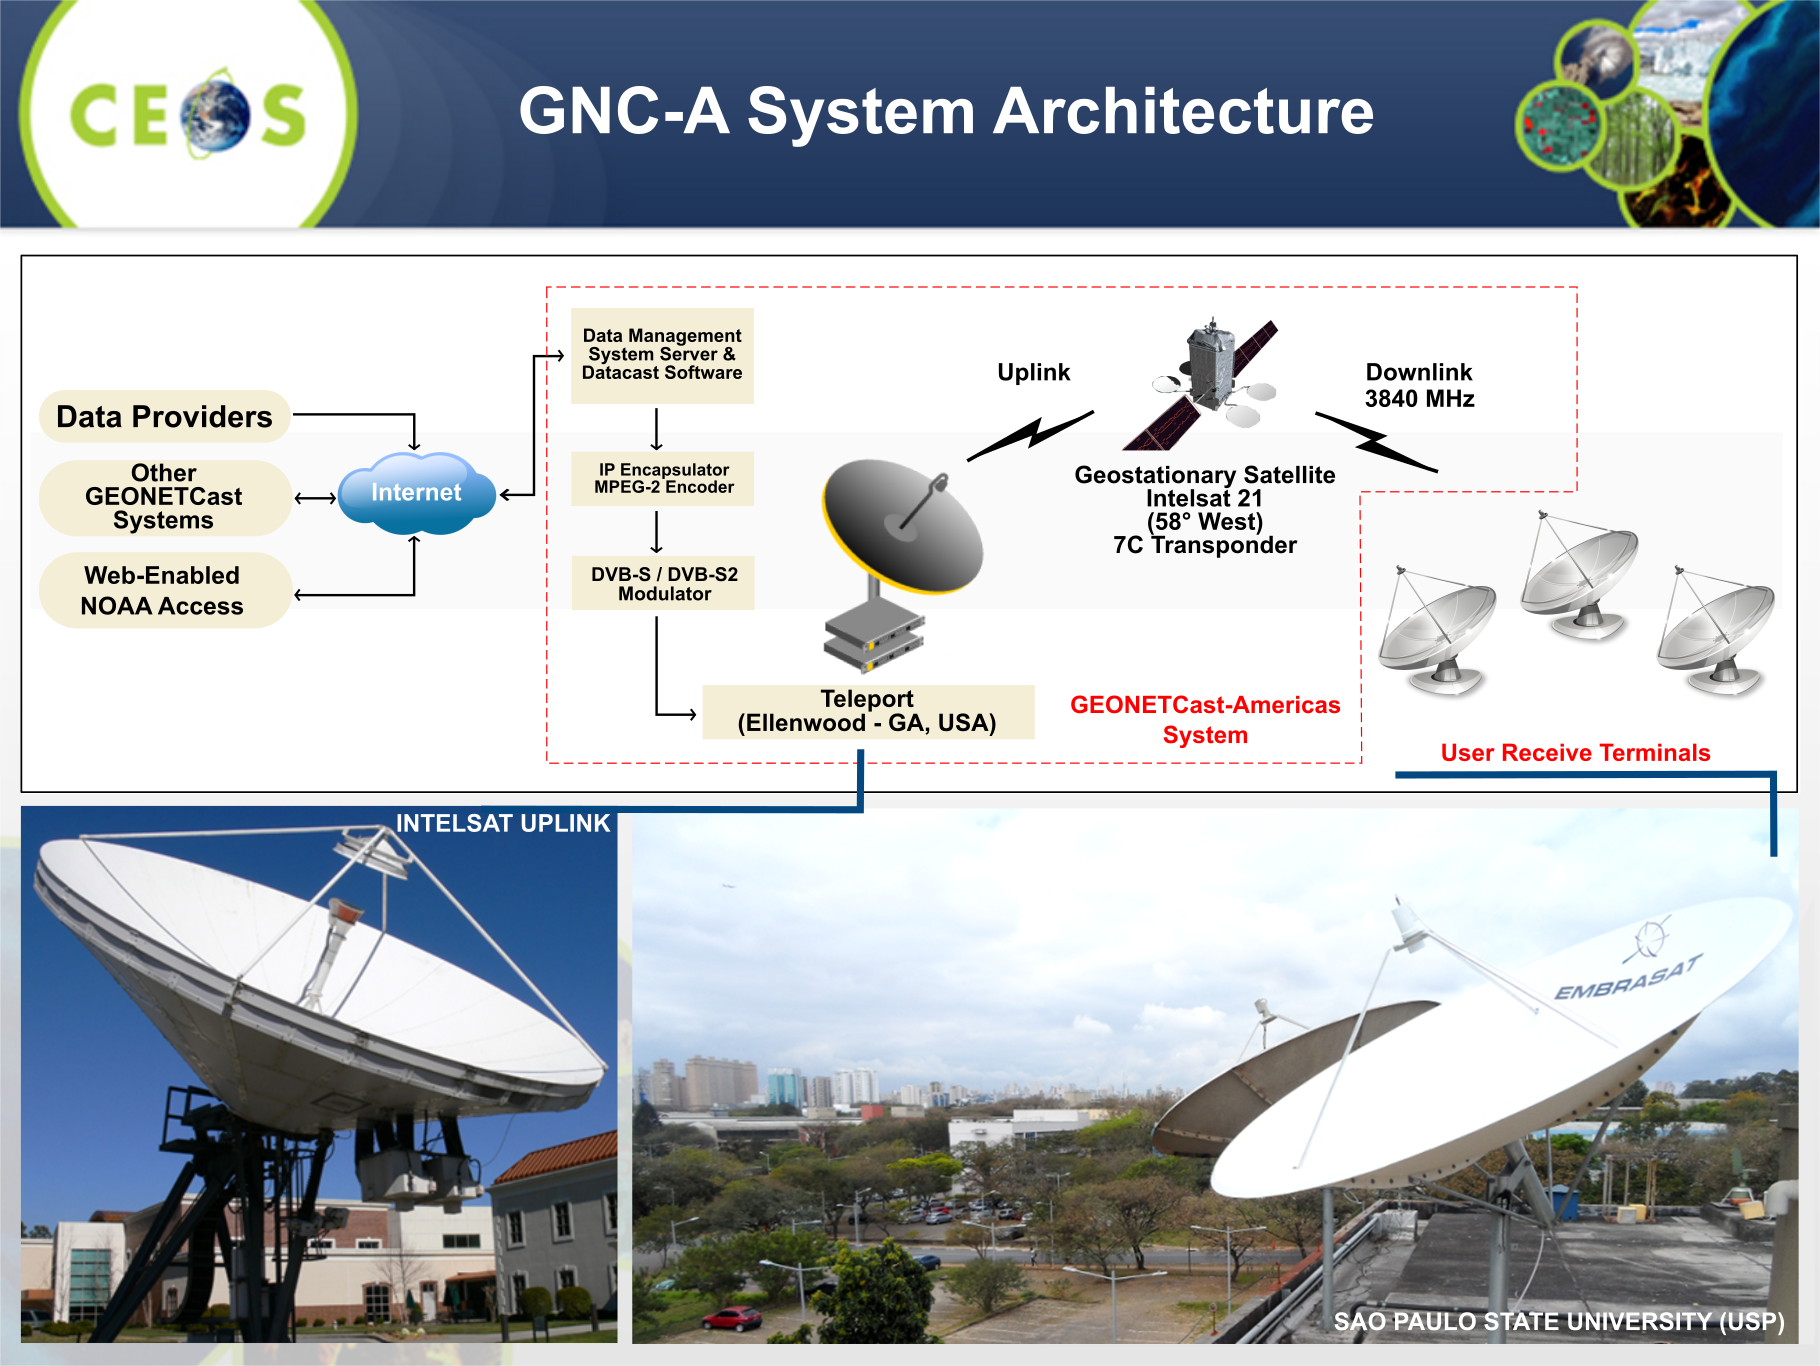 CEOS
GNC-A System Architecture
Data Providers
Other
GEONETCast
Systems
Web-Enabled
NOAA Access
Internet
Data Management
System Server &
Datacast Software
IP Encapsulator
MPEG-2 Encoder
DVB-S / DVB-S2
Modulator
Teleport
(Ellenwood - GA, USA)
Uplink
Downlink
3840 MHz
Geostationary Satellite
Intelsat 21
(58° West)
7C Transponder
GEONETCast-Americas
System
User Receive Terminals
INTELSAT UPLINK
EMBRASAT
SAO PAULO STATE UNIVERSITY (USP)